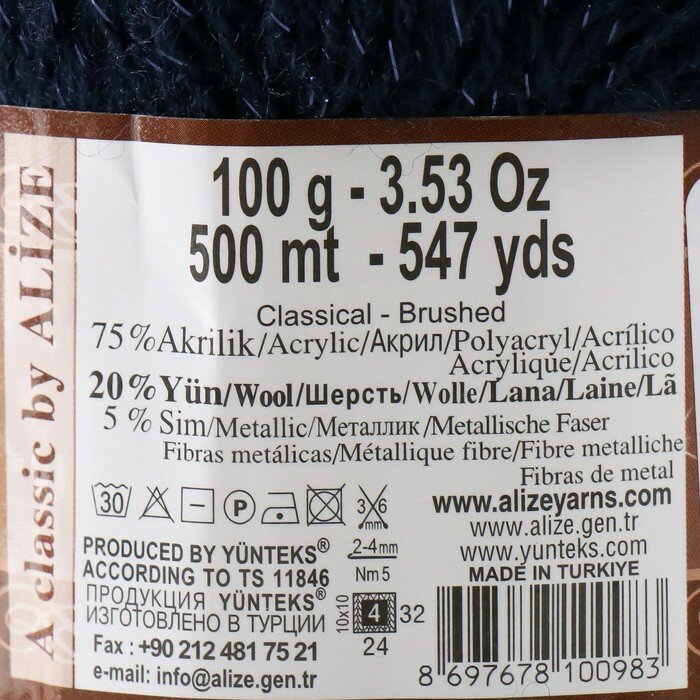 A classic by ALİZE
100 g - 3.53 Oz
500 mt - 547 yds
Classical - Brushed
75 % Akrilik/Acrylic/Акрил/Polyacryl/Acrílico
Acrylique/Acrilico
20 % Yün/Wool/Шерсть/Wolle/Lana/Laine/Lã
5 % Sim/Metallic/Металлик/Metallische Faser
Fibras metálicas/Métallique fibre/Fibre metalliche
Fibras de metal
30 P 3 6 mm
www.alizeyarns.com
www.alize.gen.tr
www.yunteks.com
MADE IN TURKIYE
PRODUCED BY YÜNTEKS®
ACCORDING TO TS 11846
ПРОДУКЦИЯ YÜNTEKS®
ИЗГОТОВЛЕНО В ТУРЦИИ
Fax : +90 212 481 75 21
e-mail: info@alize.gen.tr
2-4mm
Nm 5
10x10 4 32
24
8 697678 100983